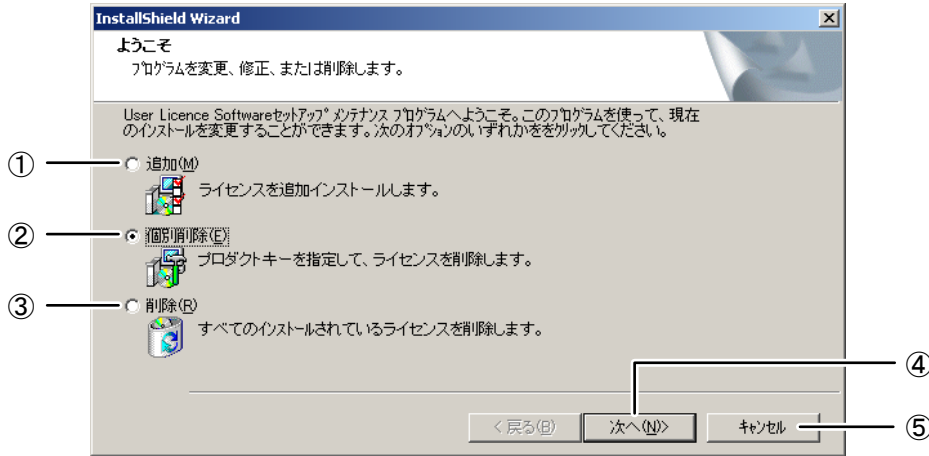 InstallShield Wizard
ようこそ
プログラムを変更、修正、または削除します。
User Licence Softwareセットアップ メンテナンス プログラムへようこそ。このプログラムを使って、現在
のインストールを変更することができます。次のオプションのいずれかををクリックしてください。
① 追加(M)
ライセンスを追加インストールします。
② 個別削除(E)
プロダクトキーを指定して、ライセンスを削除します。
③ 削除(R)
すべてのインストールされているライセンスを削除します。
④
< 戻る(B) 次へ(N)> キャンセル ⑤